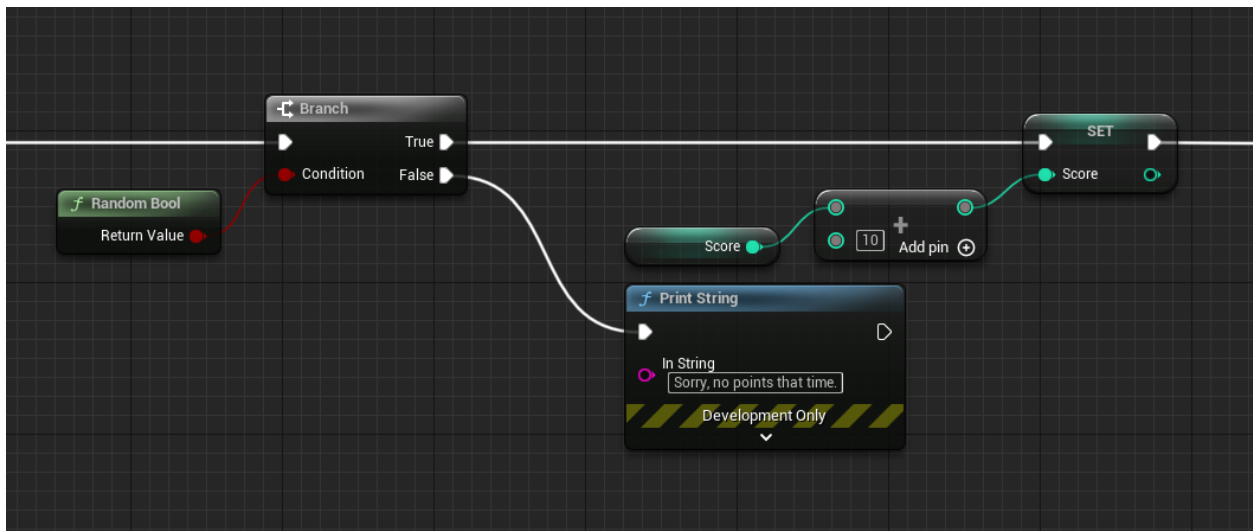 Branch
True
Condition
False
Random Bool
Return Value
SET
Score
Score
10
Add pin
Print String
In String
Sorry, no points that time.
Development Only